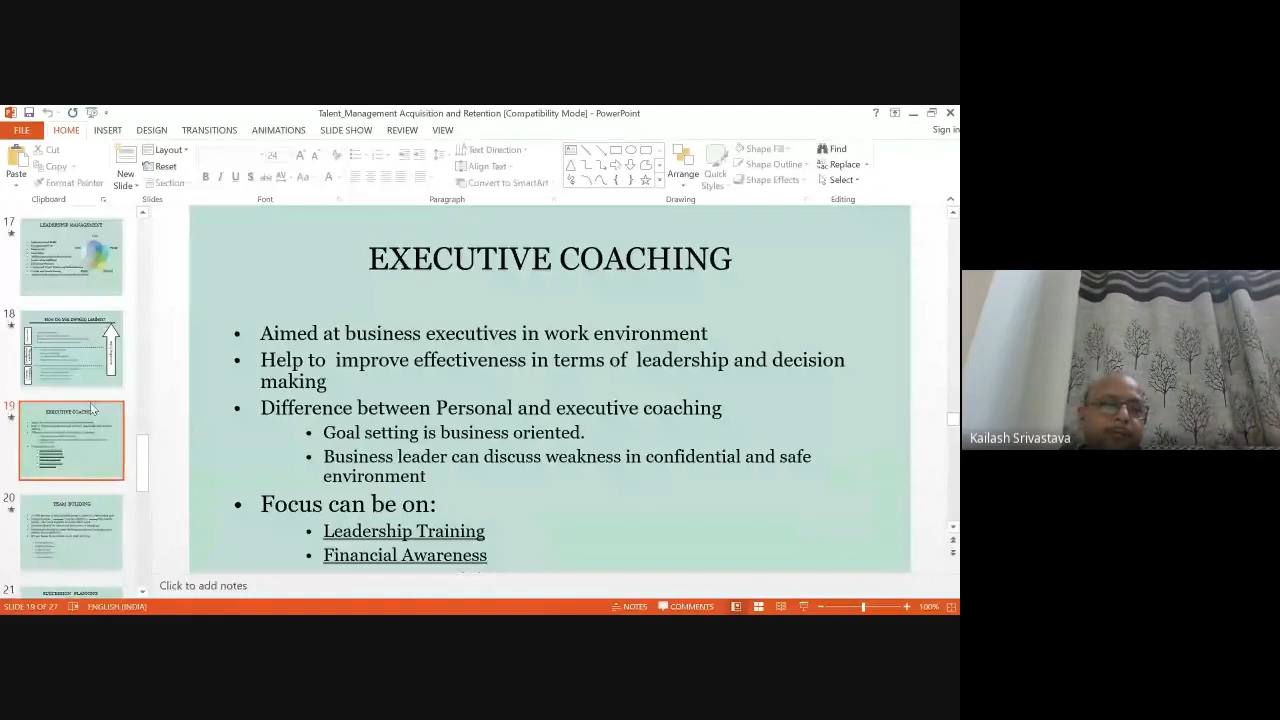 Talent_Management Acquisition and Retention [Compatibility Mode] - PowerPoint
Sign in
FILE HOME INSERT DESIGN TRANSITIONS ANIMATIONS SLIDE SHOW REVIEW VIEW
Paste
Cut
Copy
Format Painter
Clipboard
New
Slide
Layout
Reset
Section
Slides
24
Font
Text Direction
Align Text
Convert to SmartArt
Paragraph
Arrange
Quick
Styles
Shape Fill
Shape Outline
Shape Effects
Drawing
Find
Replace
Select
Editing
17
LEADERSHIP MANAGEMENT
18
19
EXECUTIVE COACHING
20
TEAM BUILDING
21
SUCCESSION PLANNING
EXECUTIVE COACHING
• Aimed at business executives in work environment
• Help to improve effectiveness in terms of leadership and decision
making
• Difference between Personal and executive coaching
• Goal setting is business oriented.
• Business leader can discuss weakness in confidential and safe
environment
• Focus can be on:
• Leadership Training
• Financial Awareness
Click to add notes
SLIDE 19 OF 27 ENGLISH (INDIA) NOTES COMMENTS 100%
Kailash Srivastava